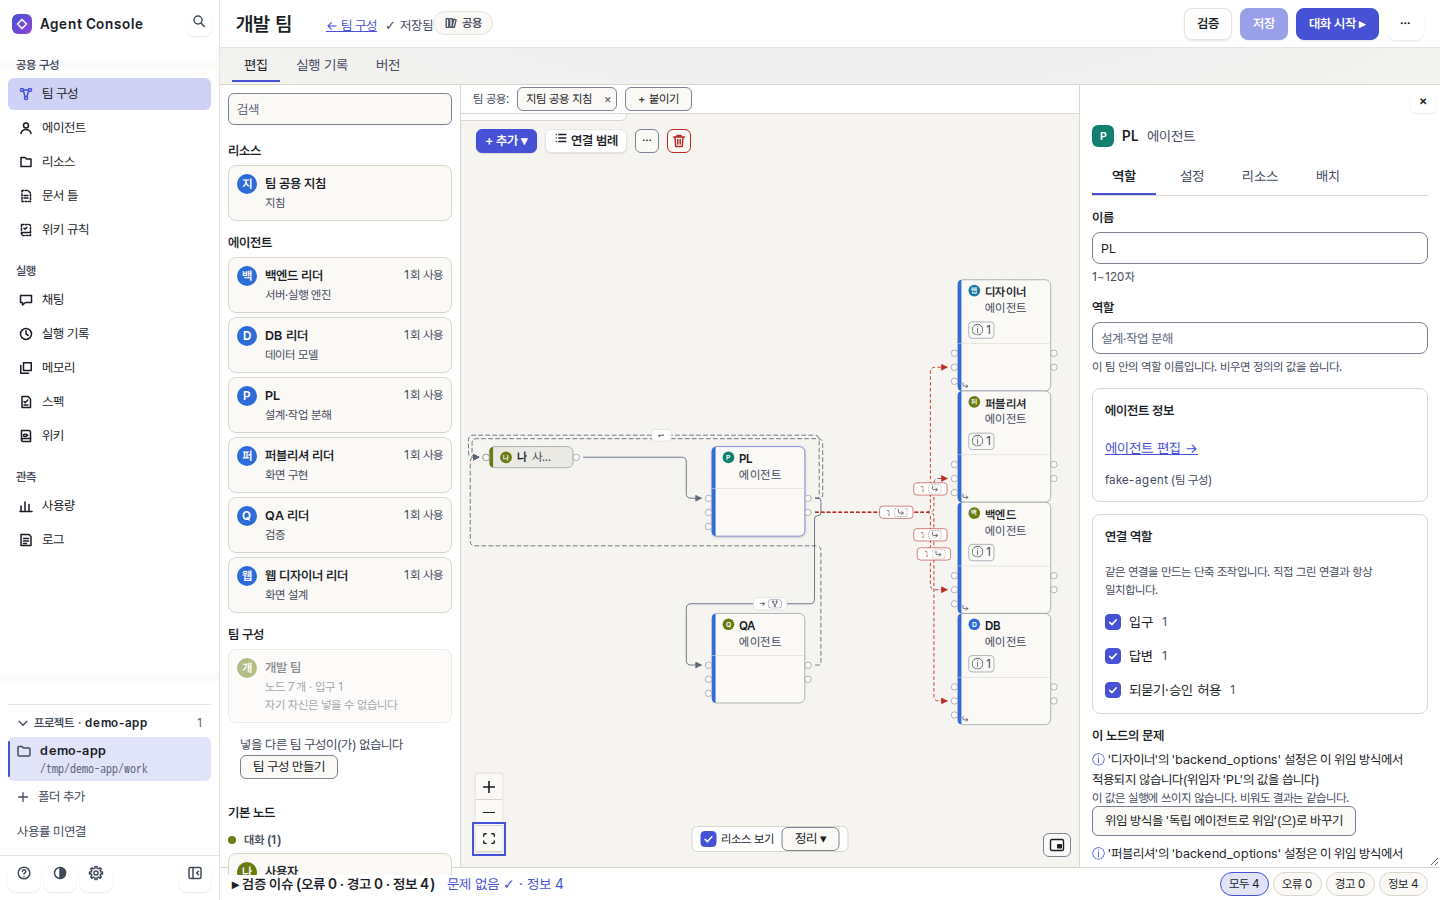 Agent Console
공용 구성
팀 구성
에이전트
리소스
문서 틀
위키 규칙
실행
채팅
실행 기록
메모리
스펙
위키
관측
사용량
로그
프로젝트 · demo-app 1
demo-app
/tmp/demo-app/work
폴더 추가
사용률 미연결
개발 팀
← 팀 구성 ✓ 저장됨
공용
검증
저장
대화 시작 ▸
...
편집 실행 기록 버전
검색
리소스
지 팀 공용 지침
지침
에이전트
백 백엔드 리더 1회 사용
서버·실행 엔진
D DB 리더 1회 사용
데이터 모델
P PL 1회 사용
설계·작업 분해
퍼 퍼블리셔 리더 1회 사용
화면 구현
Q QA 리더 1회 사용
검증
웹 웹 디자이너 리더 1회 사용
화면 설계
팀 구성
개 개발 팀
노드 7개 · 입구 1
자기 자신은 넣을 수 없습니다
넣을 다른 팀 구성이(가) 없습니다
팀 구성 만들기
기본 노드
대화 (1)
나 사용자
팀 공용: 지팀 공용 지침 × + 붙이기
+ 추가 ▾ 연결 범례 ...
나 나 사...
P PL
에이전트
Q QA
에이전트
디자이너
에이전트
ⓘ 1
퍼 퍼블리셔
에이전트
ⓘ 1
백 백엔드
에이전트
ⓘ 1
D DB
에이전트
ⓘ 1
리소스 보기 정리 ▾
×
P PL 에이전트
역할 설정 리소스 배치
이름
PL
1~120자
역할
설계·작업 분해
이 팀 안의 역할 이름입니다. 비우면 정의의 값을 씁니다.
에이전트 정보
에이전트 편집 →
fake-agent (팀 구성)
연결 역할
같은 연결을 만드는 단축 조작입니다. 직접 그린 연결과 항상
일치합니다.
입구 1
답변 1
되묻기·승인 허용 1
이 노드의 문제
ⓘ '디자이너'의 'backend_options' 설정은 이 위임 방식에서
적용되지 않습니다(위임자 'PL'의 값을 씁니다)
이 값은 실행에 쓰이지 않습니다. 비워도 결과는 같습니다.
위임 방식을 '독립 에이전트로 위임'(으)로 바꾸기
ⓘ '퍼블리셔'의 'backend_options' 설정은 이 위임 방식에서
▸ 검증 이슈 (오류 0 · 경고 0 · 정보 4) 문제 없음 ✓ · 정보 4
모두 4 오류 0 경고 0 정보 4